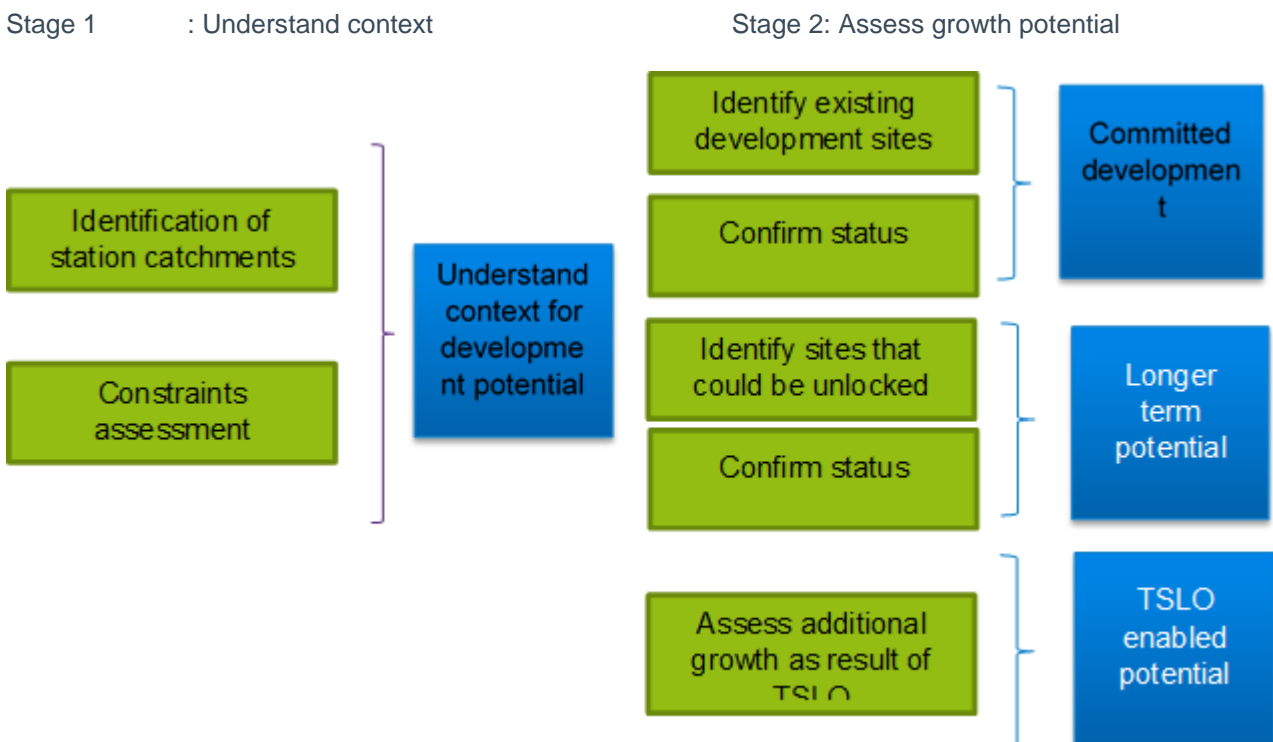 Stage 1 : Understand context
Stage 2: Assess growth potential
Identification of
station catchments
Constraints
assessment
Understand
context for
developme
nt potential
Identify existing
development sites
Confirm status
Committed
developmen
t
Identify sites that
could be unlocked
Confirm status
Longer
term
potential
Assess additional
growth as result of
TSLO
TSLO
enabled
potential